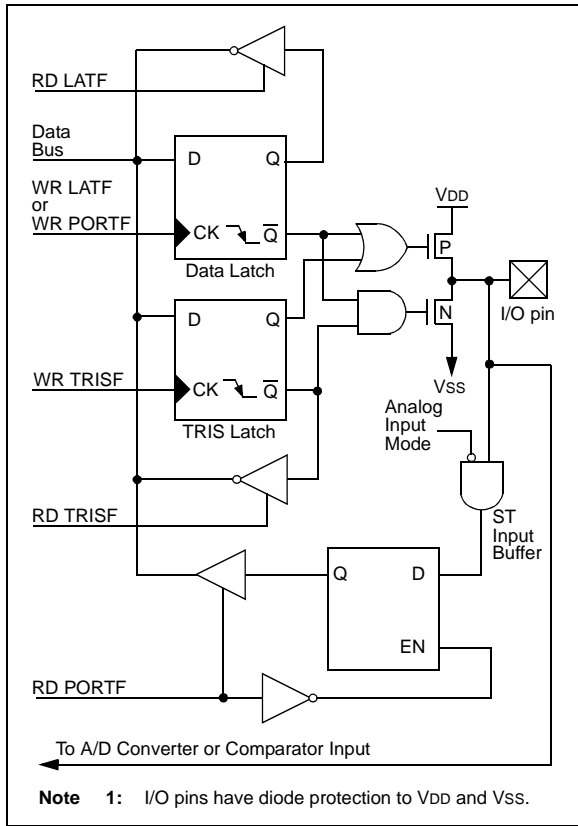 RD LATF
Data
Bus
D Q
WR LATF
or
WR PORTF
CK Q
Data Latch
VDD
P
I/O pin
D Q
N
WR TRISF
CK Q
TRIS Latch
VSS
Analog
Input
Mode
RD TRISF
ST
Input
Buffer
Q D
EN
RD PORTF
To A/D Converter or Comparator Input
Note 1: I/O pins have diode protection to VDD and VSS.